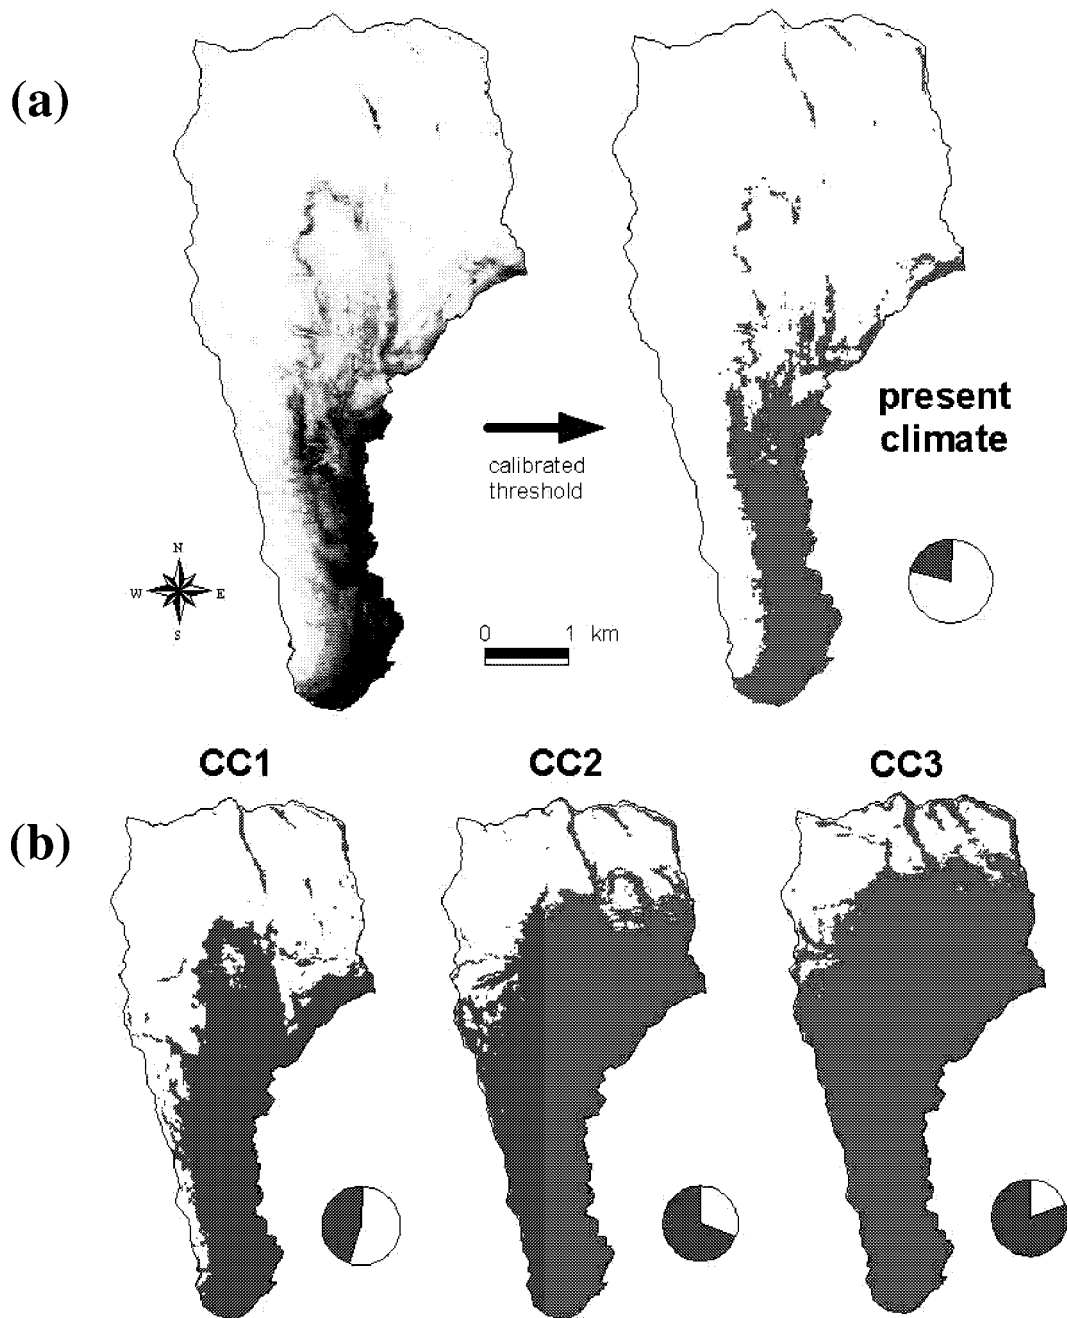 (a)
present
climate
calibrated
threshold
N
W E
S
0 1 km
CC1 CC2 CC3
(b)